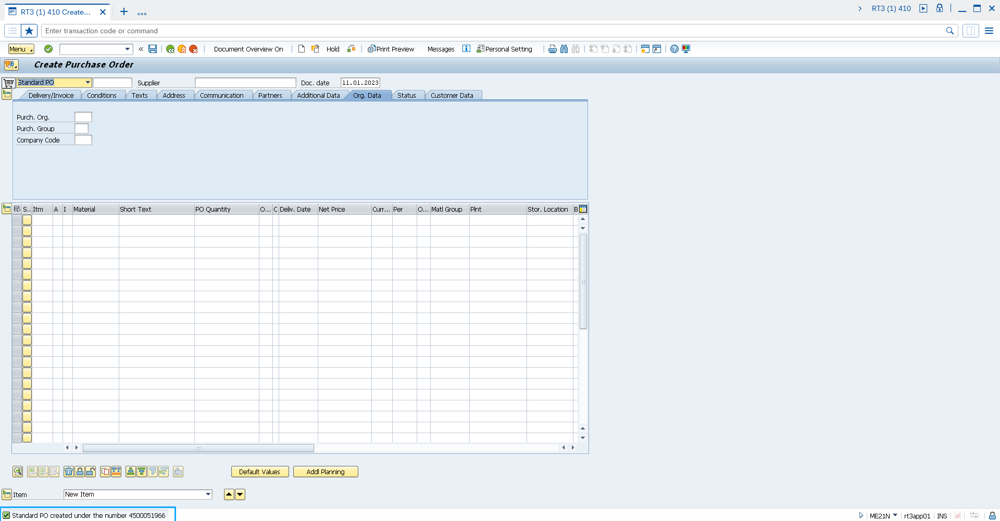 RT3 (1) 410 Create...
RT3 (1) 410
Enter transaction code or command
Menu
Document Overview On
Hold
Print Preview
Messages
Personal Setting
Create Purchase Order
Standard PO
Supplier
Doc. date
11.01.2023
Delivery/Invoice
Conditions
Texts
Address
Communication
Partners
Additional Data
Org. Data
Status
Customer Data
Purch. Org.
Purch. Group
Company Code
S.. Itm A I Material Short Text PO Quantity O... C Deliv. Date Net Price Curr... Per O... Matl Group Plnt Stor. Location B
Default Values
Addl Planning
Item
New Item
Standard PO created under the number 4500051966
ME21N
rt3app01
INS